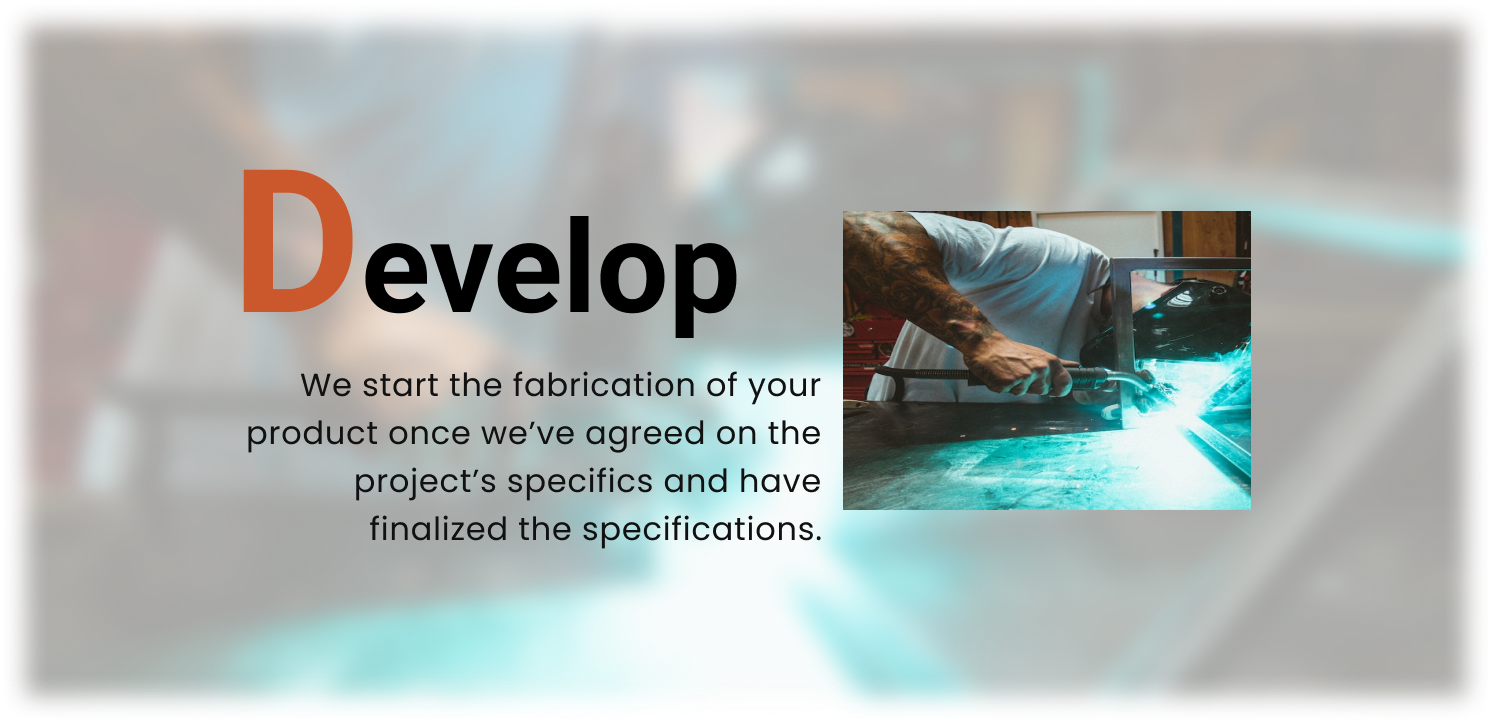 Develop
We start the fabrication of your
product once we’ve agreed on the
project’s specifics and have
finalized the specifications.